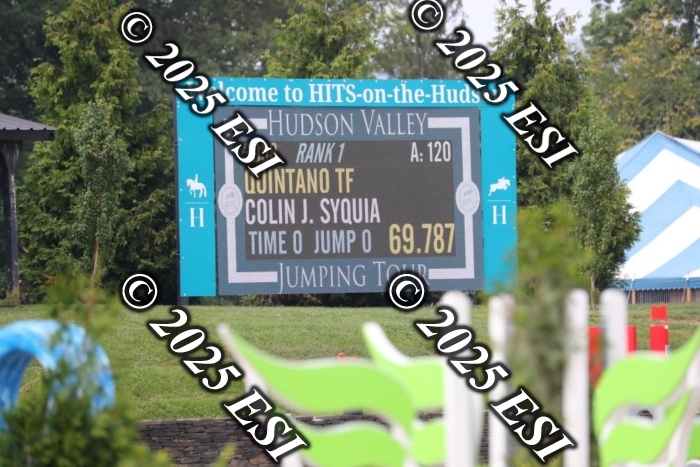 Welcome to HITS-on-the-Huds
HUDSON VALLEY
RANK 1 A: 120
QUINTANO TF
COLIN J. SYQUIA
TIME 0 JUMP 0 69.787
JUMPING TOUR
H
H
© 2025 ESI
© 2025 ESI
© 2025 ESI
© 2025 ESI